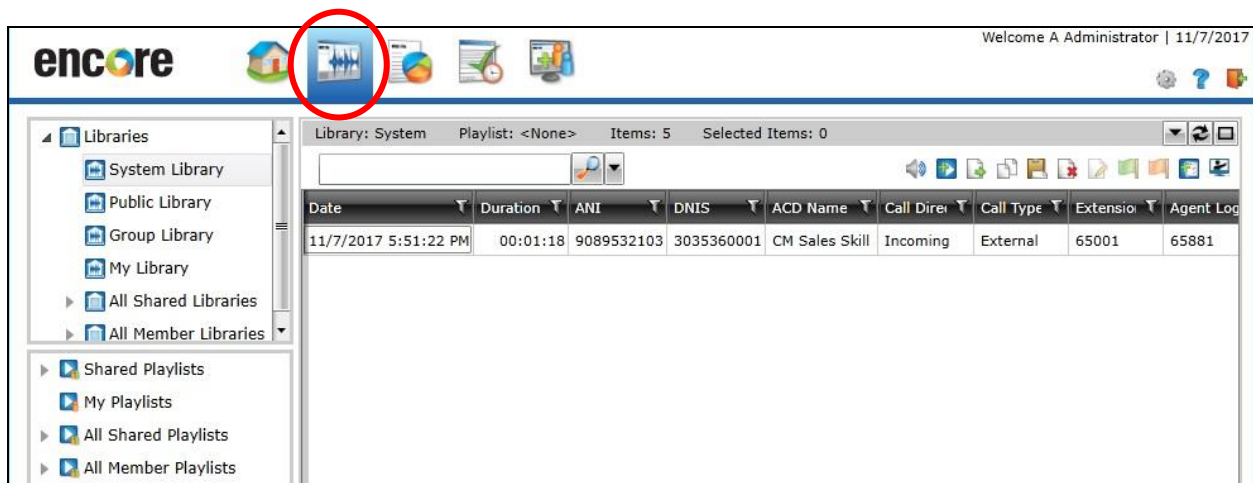 encore
Welcome A Administrator | 11/7/2017
Libraries
System Library
Public Library
Group Library
My Library
All Shared Libraries
All Member Libraries
Shared Playlists
My Playlists
All Shared Playlists
All Member Playlists
Library: System Playlist: <None> Items: 5 Selected Items: 0
Date Duration ANI DNIS ACD Name Call Direc Call Type Extensio Agent Log
11/7/2017 5:51:22 PM 00:01:18 9089532103 3035360001 CM Sales Skill Incoming External 65001 65881